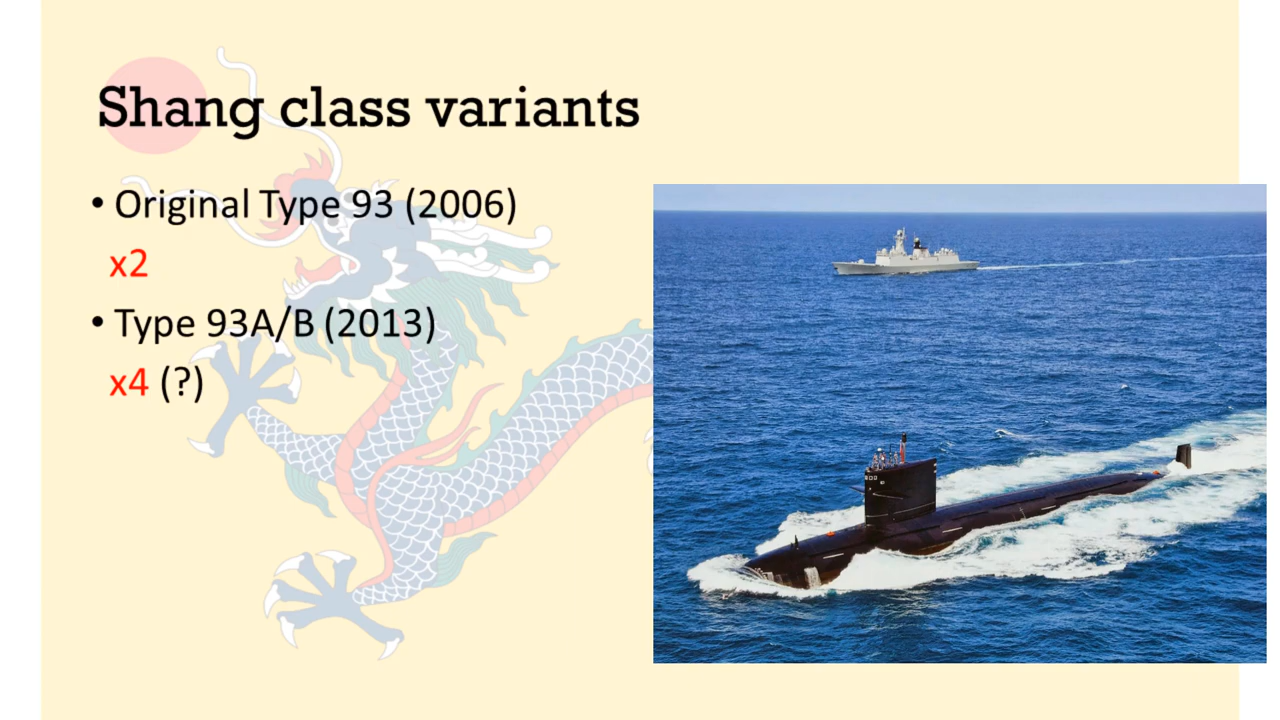 Shang class variants
• Original Type 93 (2006)
x2
• Type 93A/B (2013)
x4 (?)